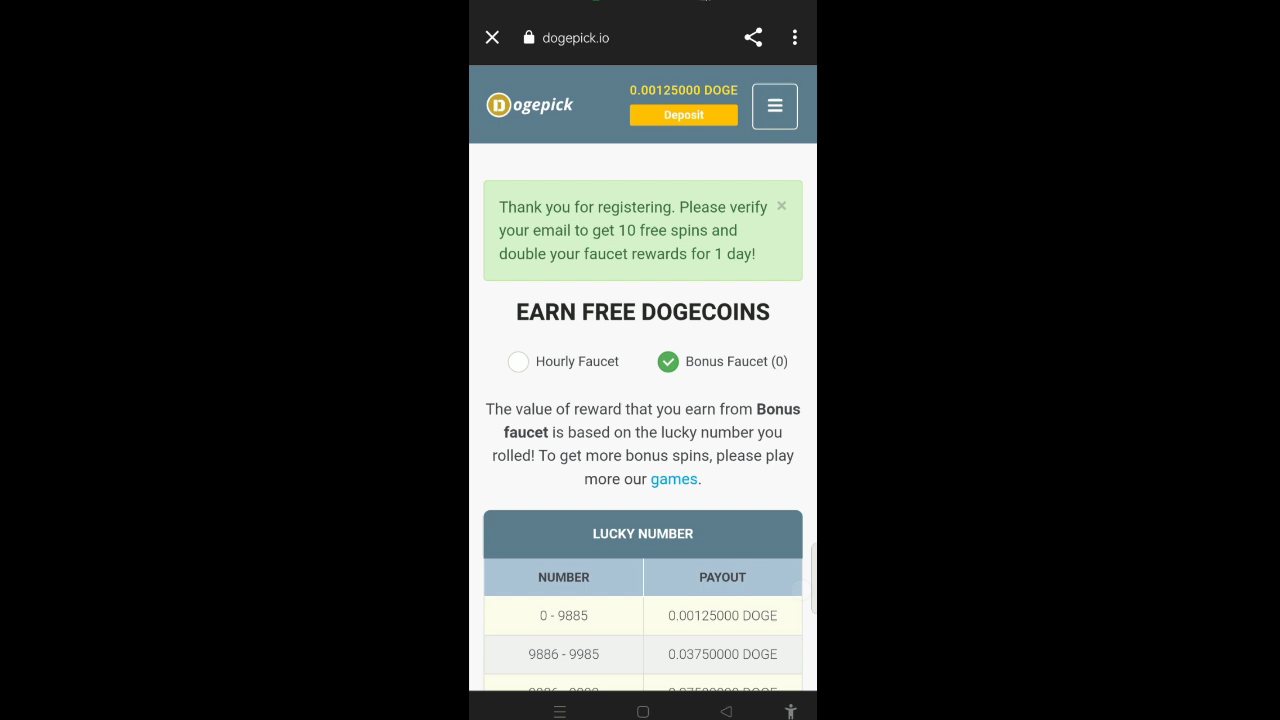 dogepick.io
0.00125000 DOGE
Dogepick
Deposit
Thank you for registering. Please verify ×
your email to get 10 free spins and
double your faucet rewards for 1 day!
EARN FREE DOGECOINS
Hourly Faucet Bonus Faucet (0)
The value of reward that you earn from Bonus
faucet is based on the lucky number you
rolled! To get more bonus spins, please play
more our games.
LUCKY NUMBER
NUMBER PAYOUT
0 - 9885 0.00125000 DOGE
9886 - 9985 0.03750000 DOGE